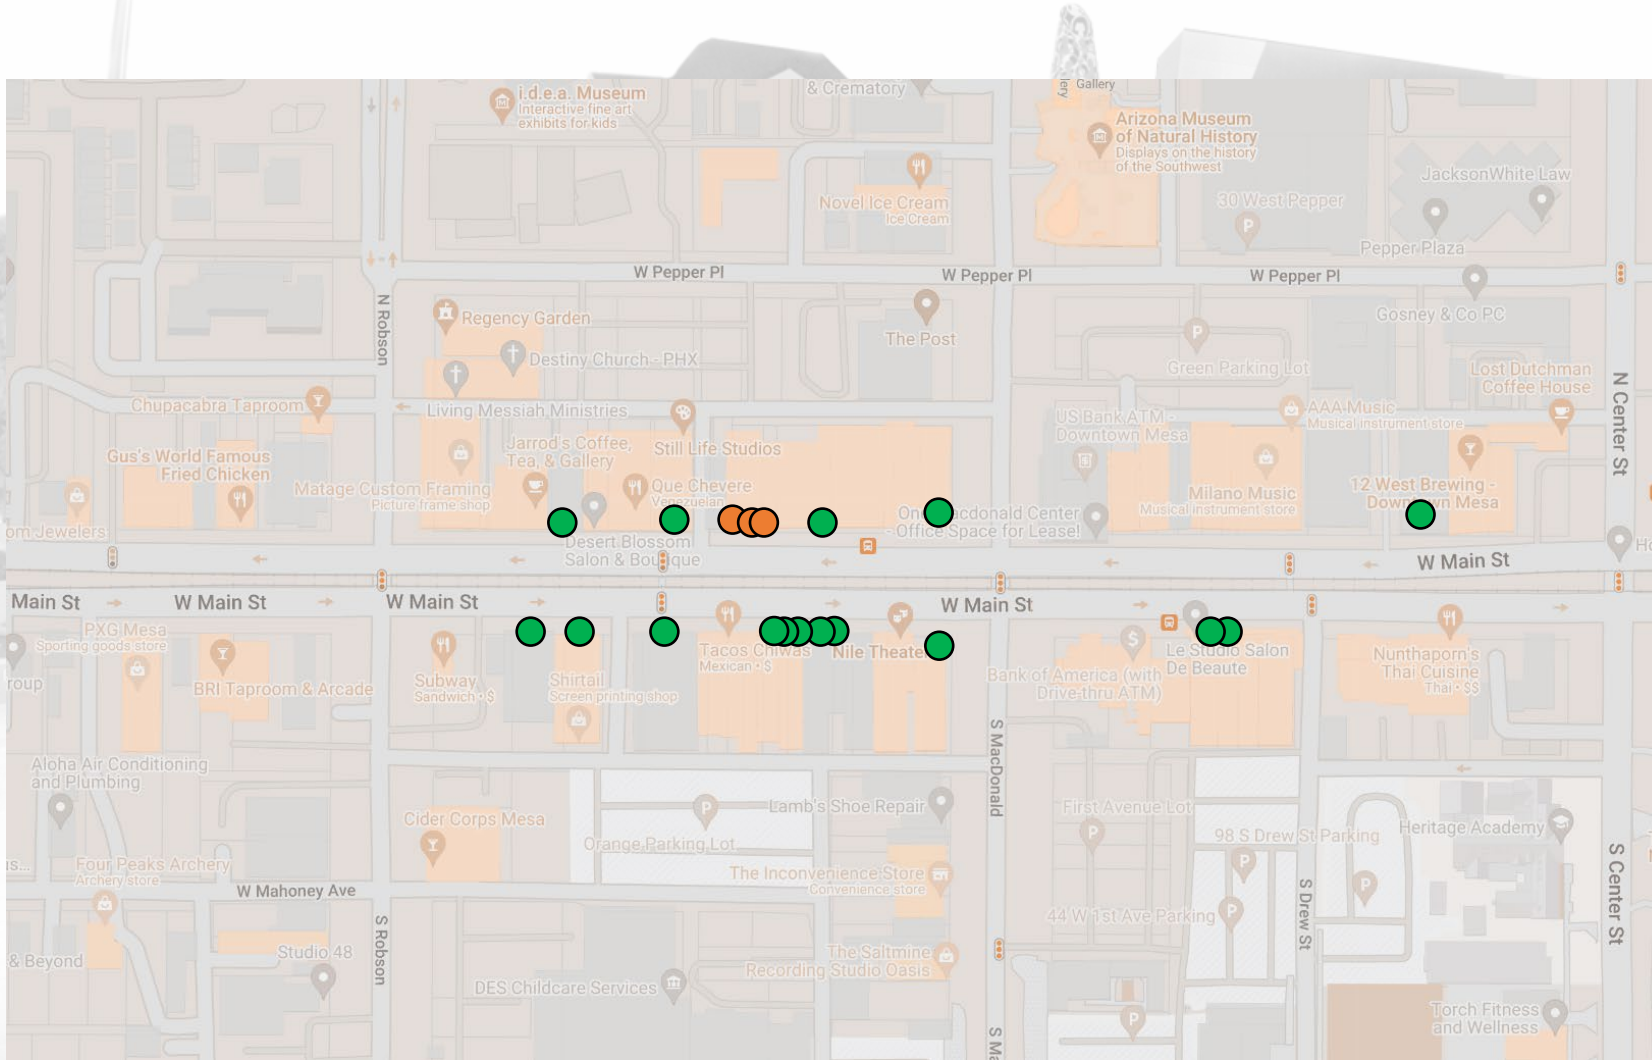 Gallery
& Crematory
i.d.e.a. Museum
Interactive fine art
exhibits for kids
Arizona Museum
of Natural History
Displays on the history
of the Southwest
JacksonWhite Law
Novel Ice Cream
Ice Cream
30 West Pepper
P
Pepper Plaza
W Pepper Pl
W Pepper Pl
W Pepper Pl
N Robson
Regency Garden
Gosney & Co PC
The Post
P
Destiny Church - PHX
Green Parking Lot
Lost Dutchman
Coffee House
N Center St
Chupacabra Taproom
Living Messiah Ministries
AAA Music
Musical instrument store
US Bank ATM -
Downtown Mesa
Jarrod's Coffee,
Tea, & Gallery
Still Life Studios
Gus's World Famous
Fried Chicken
Matage Custom Framing
Picture frame shop
Que Chevere
Venezuelan
Milano Music
Musical instrument store
12 West Brewing -
Downtown Mesa
om Jewelers
Macdonald Center
- Office Space for Lease!
Desert Blossom
Salon & Boutique
W Main St
Main St
W Main St
W Main St
W Main St
PXG Mesa
Sporting goods store
roup
BRI Taproom & Arcade
Subway
Sandwich • $
Shirtail
Screen printing shop
Tacos Chiwas
Mexican • $
Nile Theate
$
Bank of America (with
Drive-thru ATM)
Le Studio Salon
De Beaute
Nunthaporn's
Thai Cuisine
Thai • $$
S MacDonald
Aloha Air Conditioning
and Plumbing
Cider Corps Mesa
P
Orange Parking Lot
Lamb's Shoe Repair
First Avenue Lot
P
98 S Drew St Parking
P
Heritage Academy
S Center St
us...
Four Peaks Archery
Archery store
The Inconvenience Store
Convenience store
P
W Mahoney Ave
S Robson
44 W 1st Ave Parking
P
S Drew St
& Beyond
Studio 48
DES Childcare Services
The Saltmine
Recording Studio Oasis
P
Torch Fitness
and Wellness
S Ma